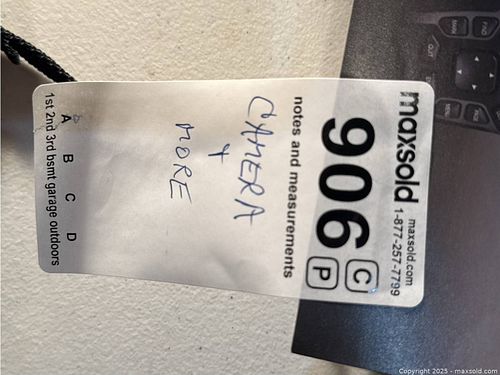 maxsold
maxsold.com
1-877-257-7799
906
C
P
notes and measurements
CAMERA
+
MORE
A B C D
1st 2nd 3rd bsmt garage outdoors
Copyright 2025 - maxsold.com